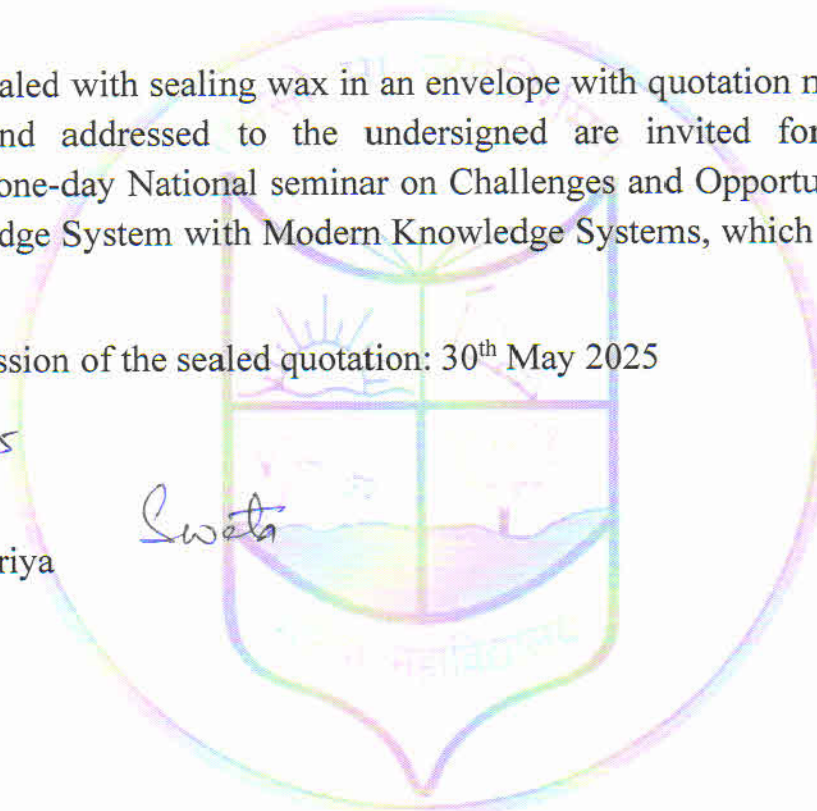 aled with sealing wax in an envelope with quotation n
nd addressed to the undersigned are invited for
one-day National seminar on Challenges and Opportu
dge System with Modern Knowledge Systems, which
ssion of the sealed quotation: 30th May 2025
Sweta
riya
महाविद्यालय